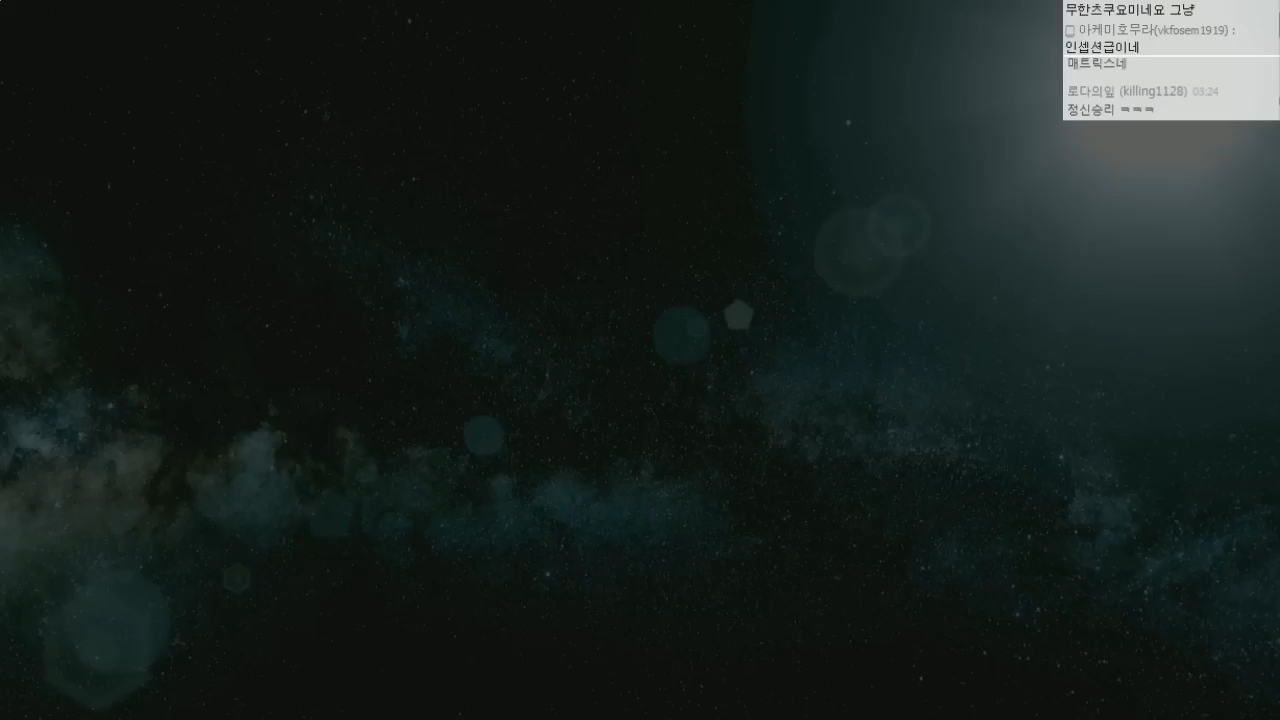 무한츠쿠요미네요 그냥
아케미호무라(vkfosem1919) :
인셉션급이네
매트릭스네
로다의잎 (killing1128) 03:24
정신승리 ㅋㅋㅋ